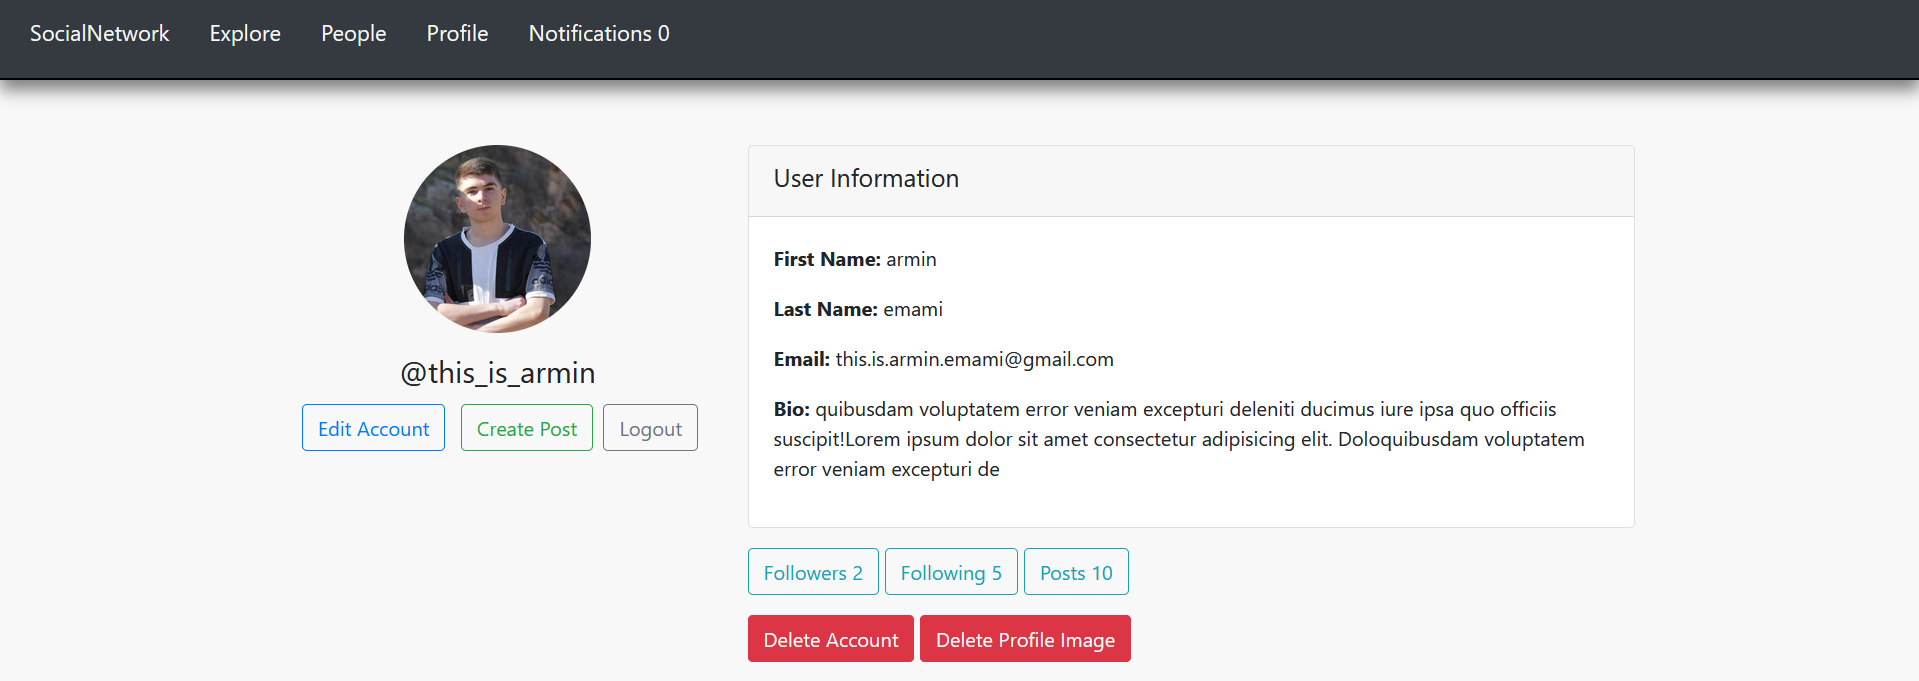 SocialNetwork Explore People Profile Notifications 0
@this_is_armin
Edit Account Create Post Logout
User Information
First Name: armin
Last Name: emami
Email: this.is.armin.emami@gmail.com
Bio: quibusdam voluptatem error veniam excepturi deleniti ducimus iure ipsa quo officiis
suscipit!Lorem ipsum dolor sit amet consectetur adipisicing elit. Doloquibusdam voluptatem
error veniam excepturi de
Followers 2 Following 5 Posts 10
Delete Account Delete Profile Image